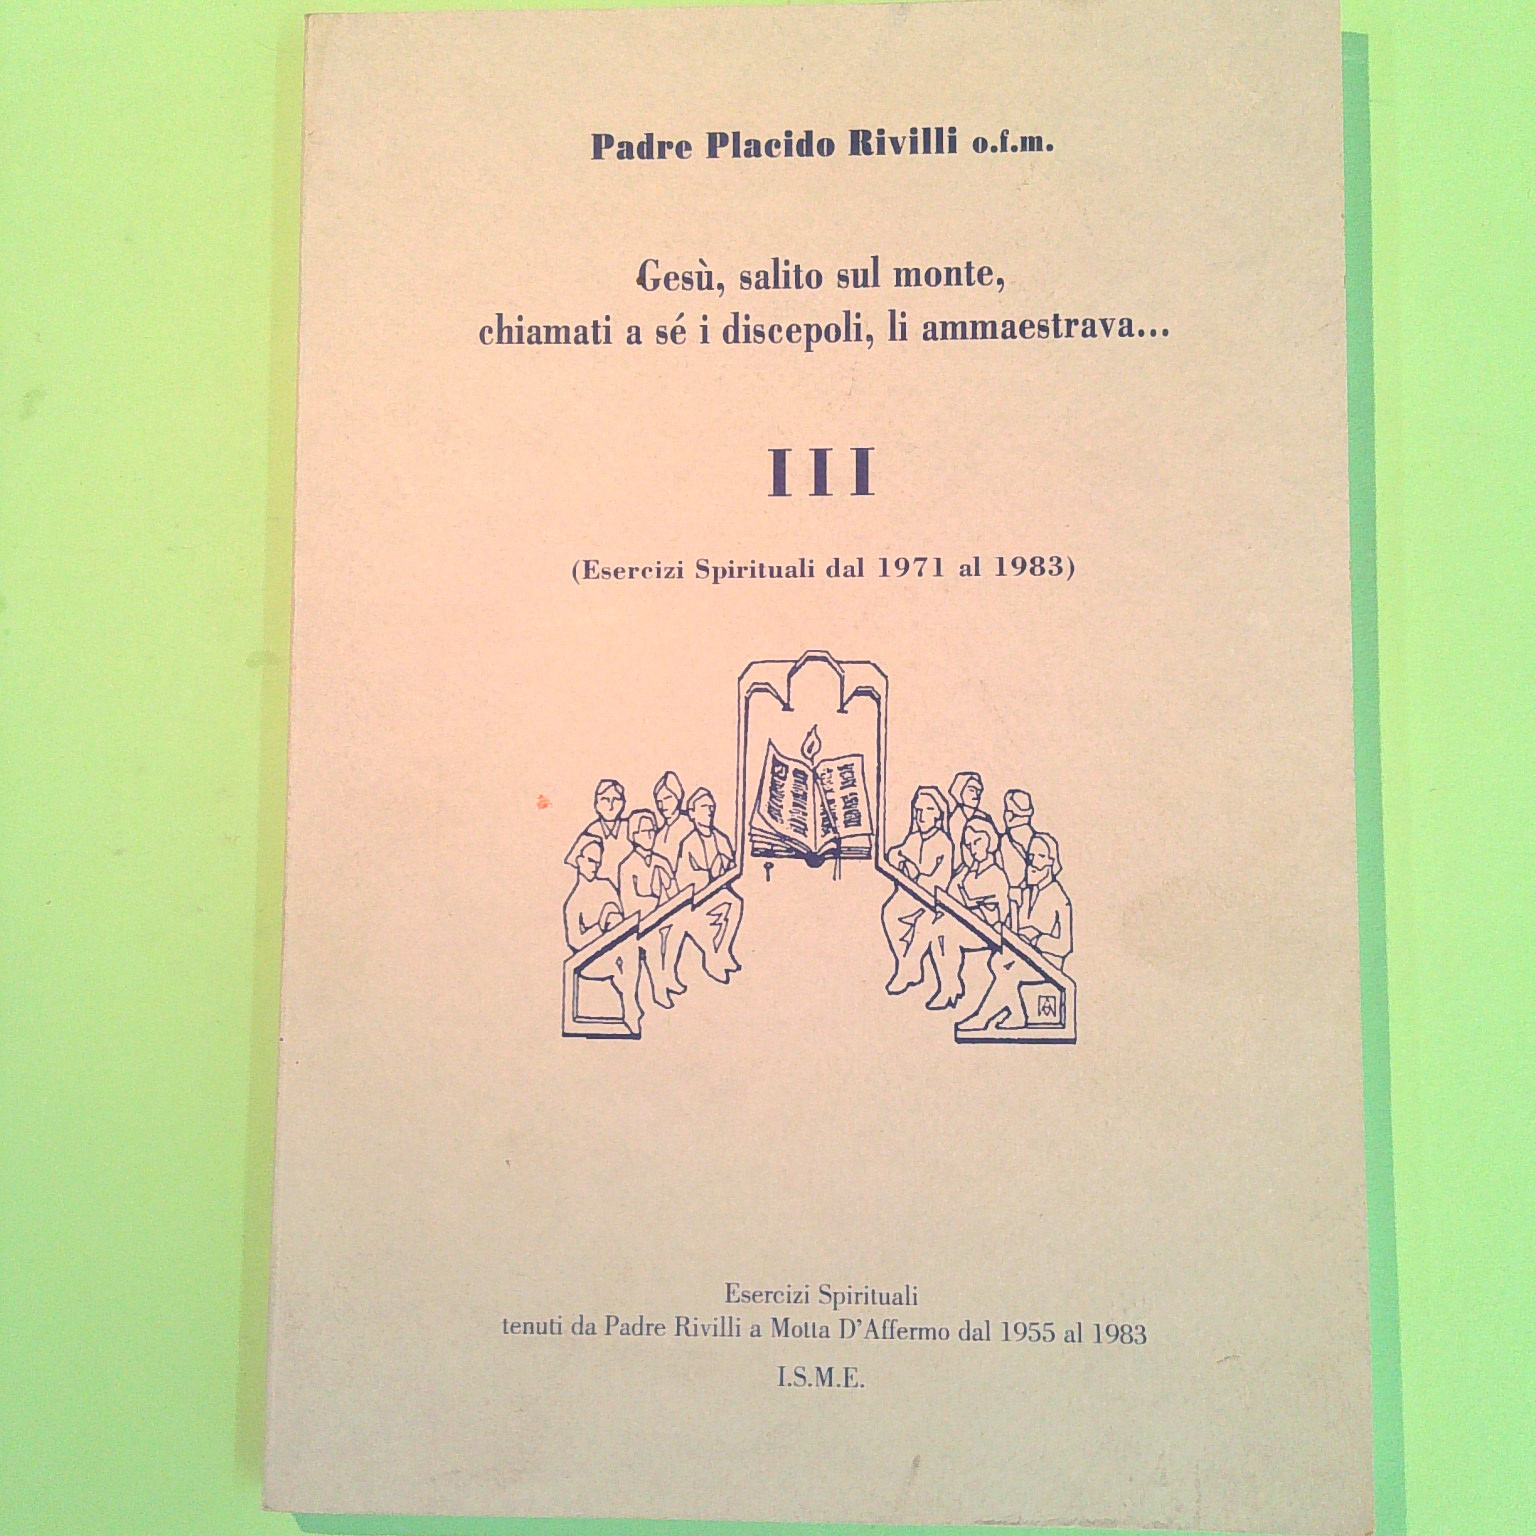 Padre Placido Rivilli o.f.m.
Gesù, salito sul monte,
chiamati a sé i discepoli, li ammaestrava...
III
(Esercizi Spirituali dal 1971 al 1983)
Esercizi Spirituali
tenuti da Padre Rivilli a Motta D'Affermo dal 1955 al 1983
I.S.M.E.